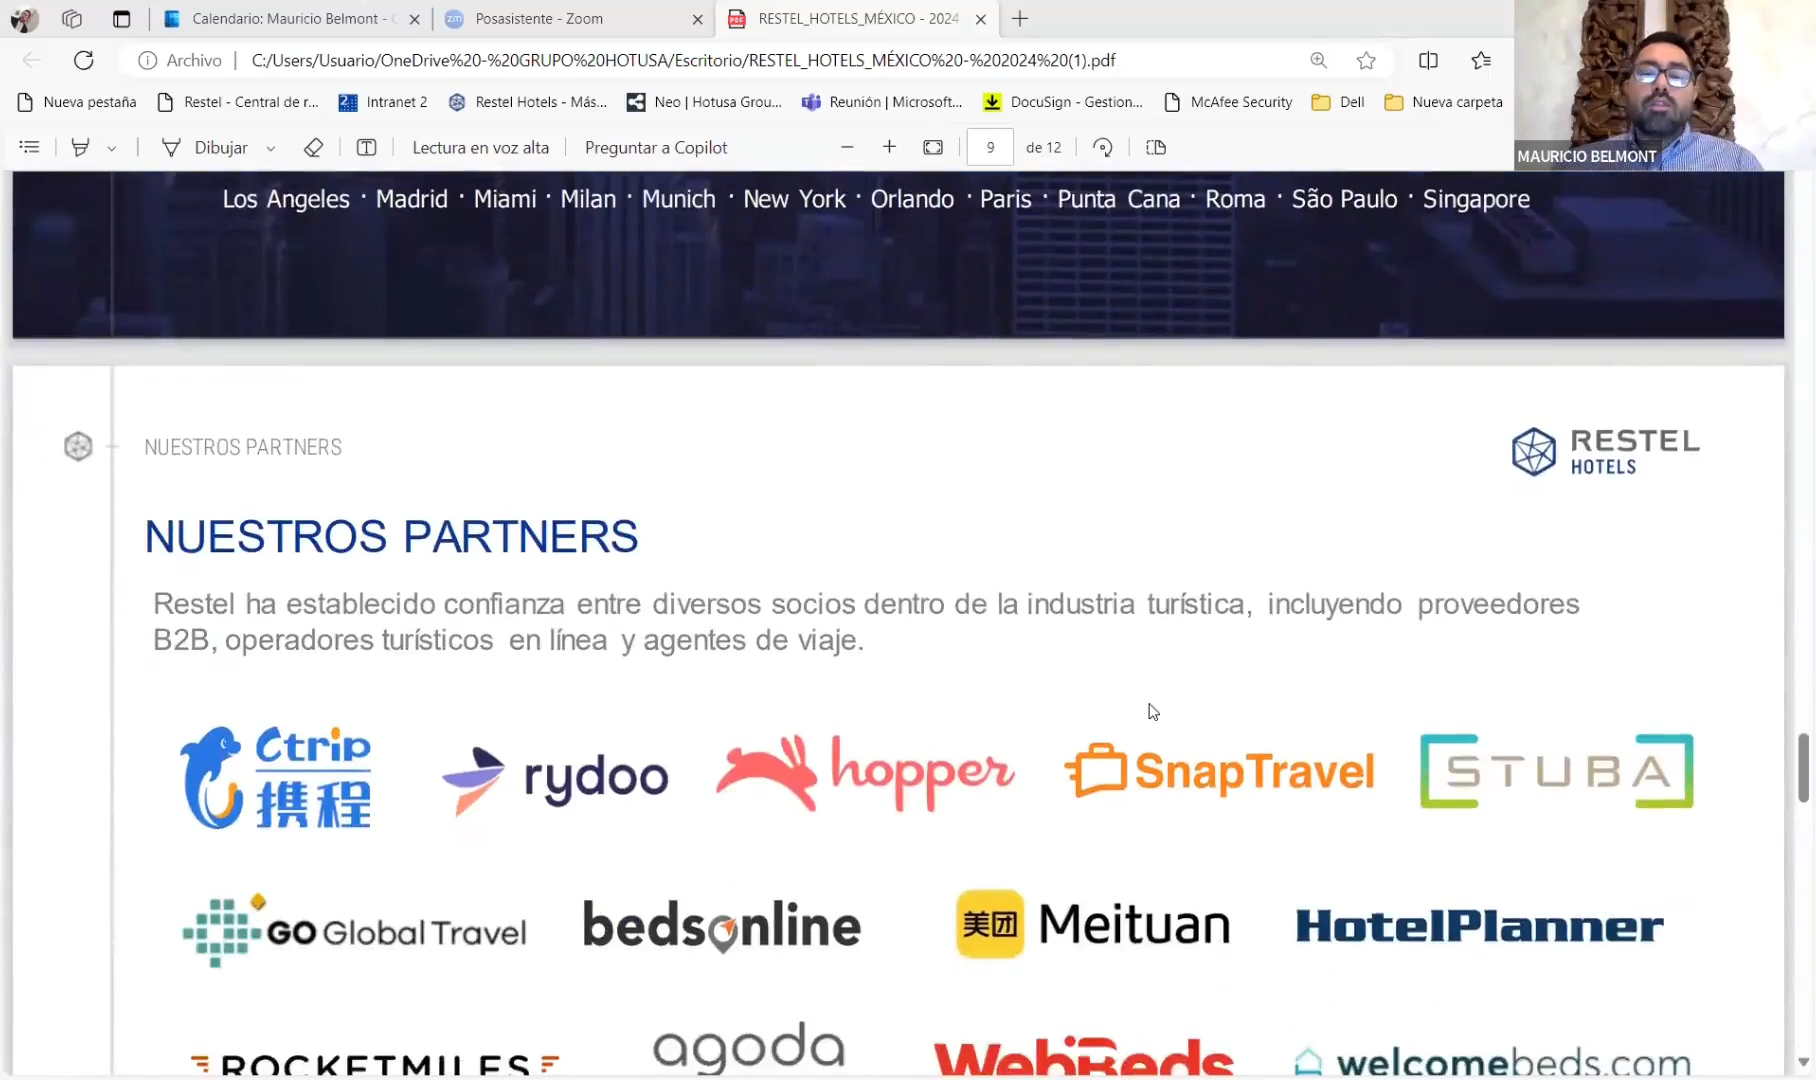 Calendario: Mauricio Belmont - C
Posasistente - Zoom
RESTEL_HOTELS_MÉXICO - 2024
Archivo
C:/Users/Usuario/OneDrive%20-%20GRUPO%20HOTUSA/Escritorio/RESTEL_HOTELS_MÉXICO%20-%202024%20(1).pdf
Nueva pestaña
Restel - Central de r...
Intranet 2
Restel Hotels - Más...
Neo | Hotusa Grou...
Reunión | Microsoft...
DocuSign - Gestion...
McAfee Security
Dell
Nueva carpeta
Dibujar
Lectura en voz alta
Preguntar a Copilot
9 de 12
MAURICIO BELMONT
Los Angeles · Madrid · Miami · Milan · Munich · New York · Orlando · Paris · Punta Cana · Roma · São Paulo · Singapore
NUESTROS PARTNERS
RESTEL
HOTELS
NUESTROS PARTNERS
Restel ha establecido confianza entre diversos socios dentro de la industria turística, incluyendo proveedores
B2B, operadores turísticos en línea y agentes de viaje.
Ctrip
携程
rydoo
hopper
SnapTravel
STUBA
GO Global Travel
bedsonline
美团 Meituan
HotelPlanner
ROCKETMILES
agoda
WebBeds
welcomebeds.com